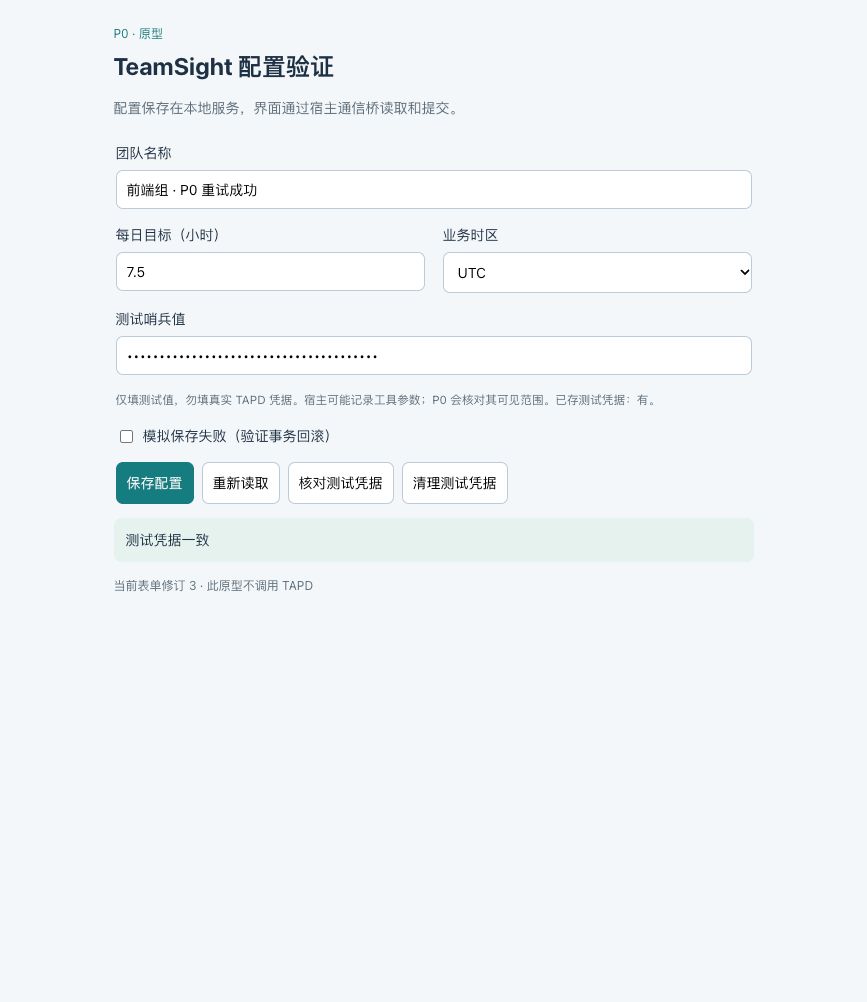 P0 · 原型
TeamSight 配置验证
配置保存在本地服务，界面通过宿主通信桥读取和提交。
团队名称
前端组 · P0 重试成功
每日目标（小时） 业务时区
7.5 UTC
测试哨兵值
•••••••••••••••••••••••••••••••••••••••
仅填测试值，勿填真实 TAPD 凭据。宿主可能记录工具参数；P0 会核对其可见范围。已存测试凭据：有。
模拟保存失败（验证事务回滚）
保存配置 重新读取 核对测试凭据 清理测试凭据
测试凭据一致
当前表单修订 3 · 此原型不调用 TAPD